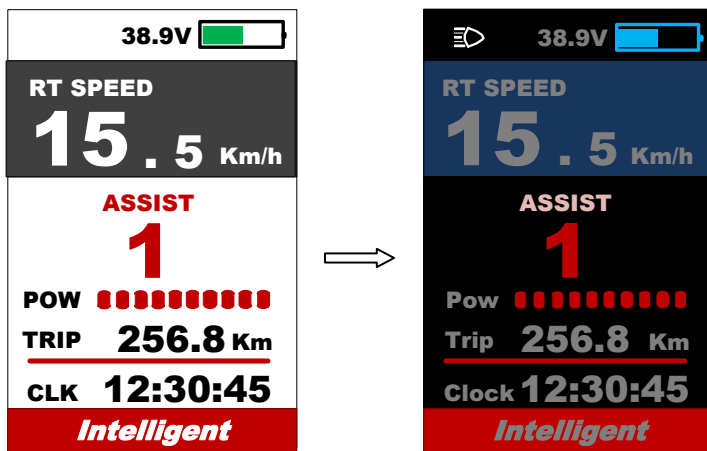 38.9V
RT SPEED
15.5 Km/h
ASSIST
1
POW
TRIP 256.8 Km
CLK 12:30:45
Intelligent
38.9V
RT SPEED
15.5 Km/h
ASSIST
1
Pow
Trip 256.8 Km
Clock 12:30:45
Intelligent